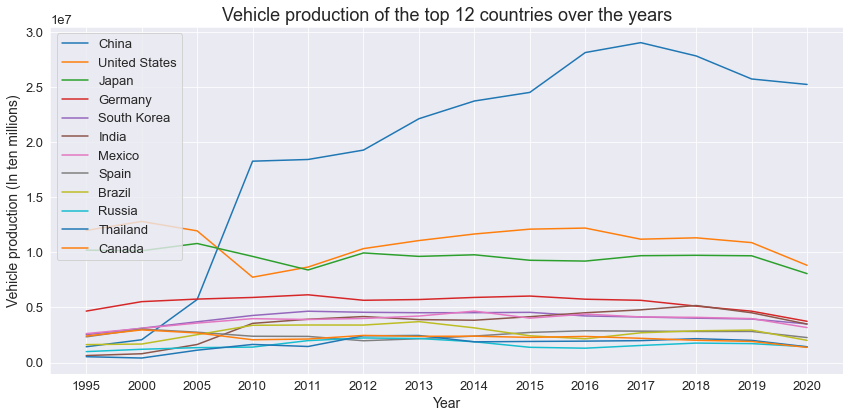 Vehicle production of the top 12 countries over the years
1e7
3.0
2.5
2.0
1.5
1.0
0.5
0.0
Vehicle production (In ten millions)
China
United States
Japan
Germany
South Korea
India
Mexico
Spain
Brazil
Russia
Thailand
Canada
1995 2000 2005 2010 2011 2012 2013 2014 2015 2016 2017 2018 2019 2020
Year